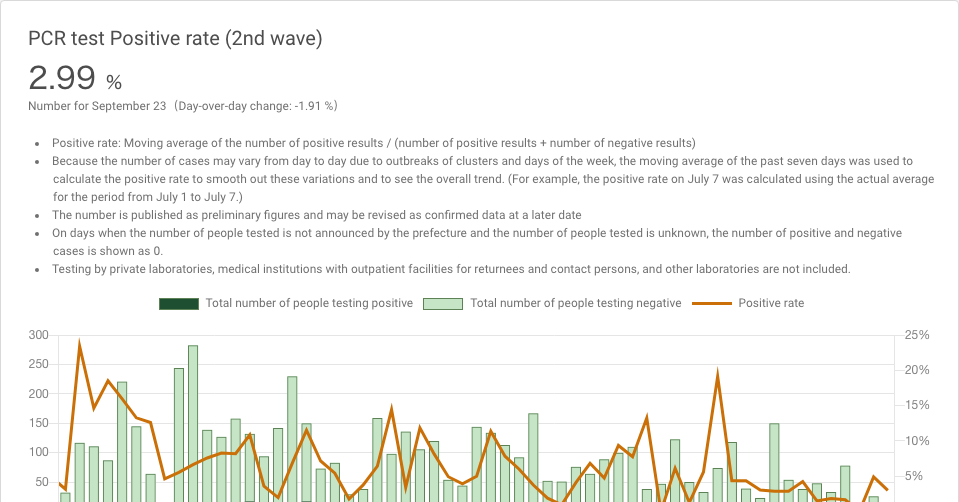 PCR test Positive rate (2nd wave)
2.99 %
Number for September 23 (Day-over-day change: -1.91 %)
• Positive rate: Moving average of the number of positive results / (number of positive results + number of negative results)
• Because the number of cases may vary from day to day due to outbreaks of clusters and days of the week, the moving average of the past seven days was used to
calculate the positive rate to smooth out these variations and to see the overall trend. (For example, the positive rate on July 7 was calculated using the actual average
for the period from July 1 to July 7.)
• The number is published as preliminary figures and may be revised as confirmed data at a later date
• On days when the number of people tested is not announced by the prefecture and the number of people tested is unknown, the number of positive and negative
cases is shown as 0.
• Testing by private laboratories, medical institutions with outpatient facilities for returnees and contact persons, and other laboratories are not included.
Total number of people testing positive Total number of people testing negative Positive rate
300 25%
250 20%
200 15%
150 10%
100 5%
50